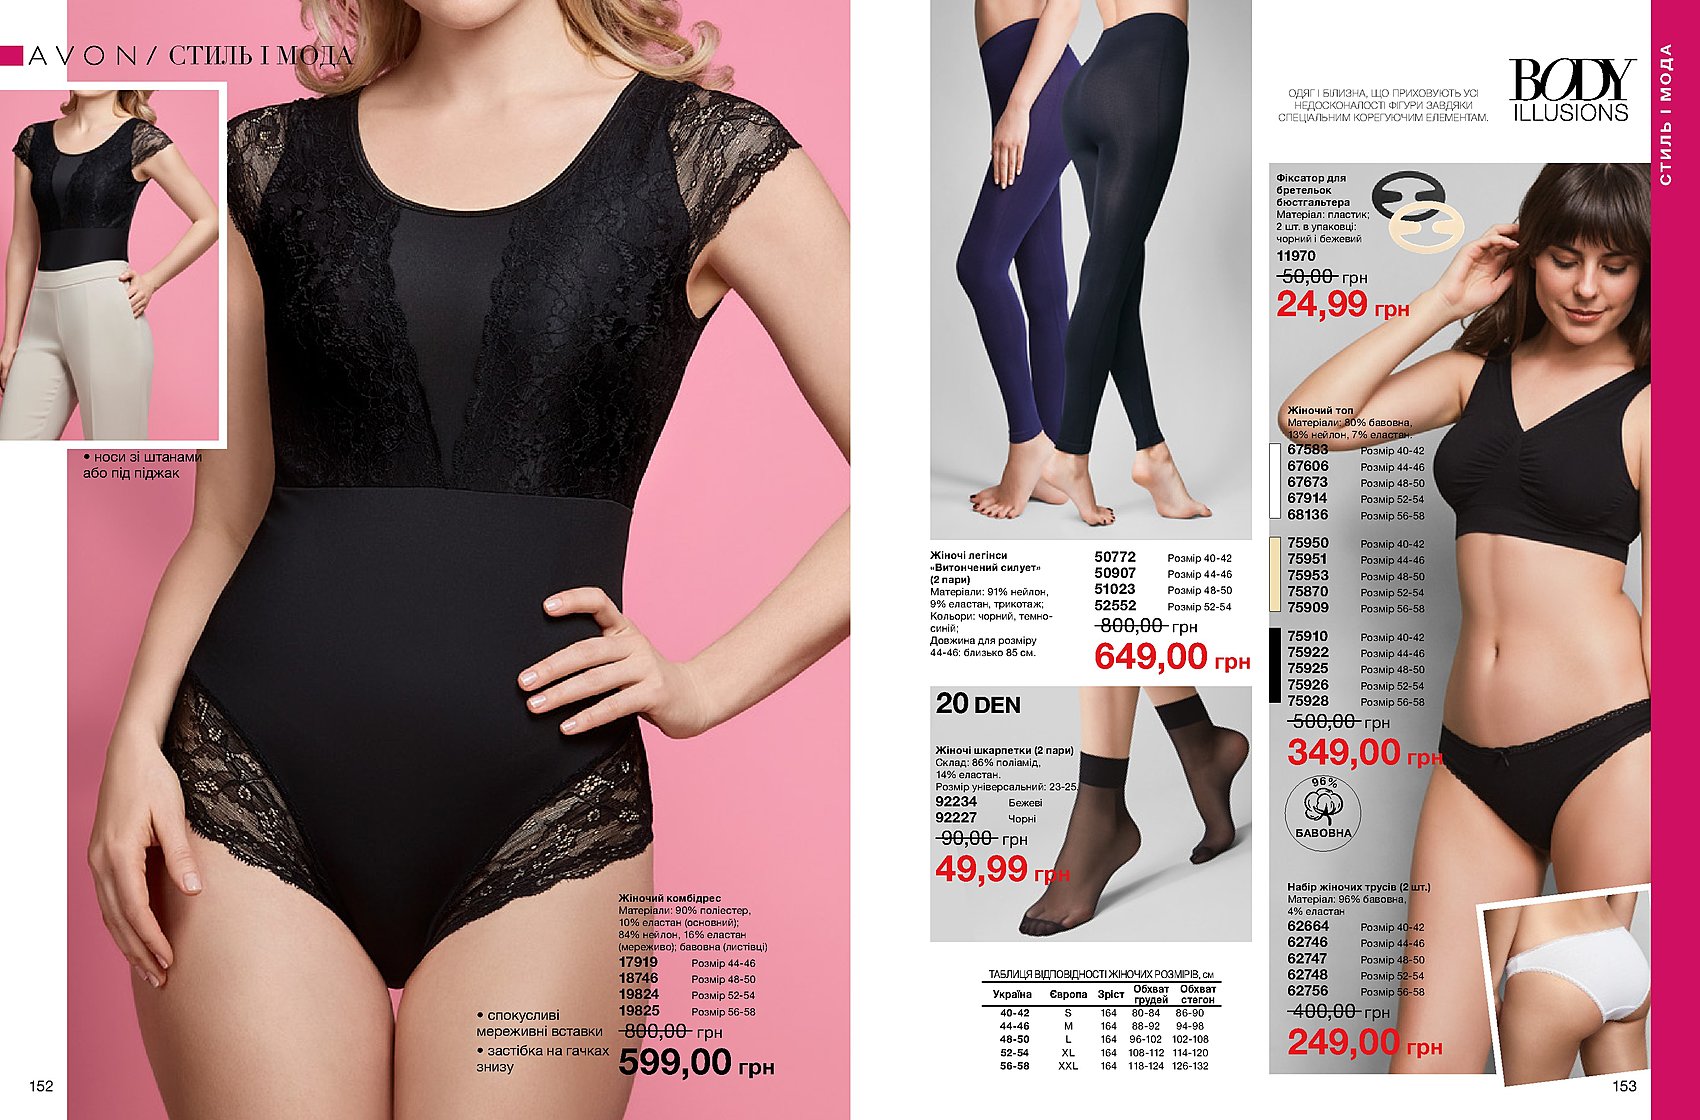 AVON / СТИЛЬ І МОДА
• носи зі штанами
або під піджак
Жіночий комбідрес
Матеріали: 90% поліестер,
10% еластан (основний);
84% нейлон, 16% еластан
(мереживо); бавовна (листівці)
17919 Розмір 44-46
18746 Розмір 48-50
19824 Розмір 52-54
19825 Розмір 56-58
800,00 грн
599,00 грн
• спокусливі
мереживні вставки
• застібка на гачках
знизу
152
ОДЯГ І БІЛИЗНА, ЩО ПРИХОВУЮТЬ УСІ
НЕДОСКОНАЛОСТІ ФІГУРИ ЗАВДЯКИ
СПЕЦІАЛЬНИМ КОРЕГУЮЧИМ ЕЛЕМЕНТАМ.
BODY
ILLUSIONS
СТИЛЬ І МОДА
Жіночі легінси
«Витончений силует»
(2 пари)
Матеріали: 91% нейлон,
9% еластан, трикотаж;
Кольори: чорний, темно-
синій;
Довжина для розміру
44-46: близько 85 см.
50772 Розмір 40-42
50907 Розмір 44-46
51023 Розмір 48-50
52552 Розмір 52-54
800,00 грн
649,00 грн
20 DEN
Жіночі шкарпетки (2 пари)
Склад: 86% поліамід,
14% еластан.
Розмір універсальний: 23-25.
92234 Бежеві
92227 Чорні
90,00 грн
49,99 грн
ТАБЛИЦЯ ВІДПОВІДНОСТІ ЖІНОЧИХ РОЗМІРІВ, см
Україна Європа Зріст Обхват грудей Обхват стегон
40-42 S 164 80-84 86-90
44-46 M 164 88-92 94-98
48-50 L 164 96-102 102-108
52-54 XL 164 108-112 114-120
56-58 XXL 164 118-124 126-132
Фіксатор для
бретельок
бюстгальтера
Матеріал: пластик;
2 шт. в упаковці:
чорний і бежевий
11970
50,00 грн
24,99 грн
Жіночий топ
Матеріали: 80% бавовна,
13% нейлон, 7% еластан.
67583 Розмір 40-42
67606 Розмір 44-46
67673 Розмір 48-50
67914 Розмір 52-54
68136 Розмір 56-58
75950 Розмір 40-42
75951 Розмір 44-46
75953 Розмір 48-50
75870 Розмір 52-54
75909 Розмір 56-58
75910 Розмір 40-42
75922 Розмір 44-46
75925 Розмір 48-50
75926 Розмір 52-54
75928 Розмір 56-58
500,00 грн
349,00 грн
96%
БАВОВНА
Набір жіночих трусів (2 шт.)
Матеріал: 96% бавовна,
4% еластан
62664 Розмір 40-42
62746 Розмір 44-46
62747 Розмір 48-50
62748 Розмір 52-54
62756 Розмір 56-58
400,00 грн
249,00 грн
153